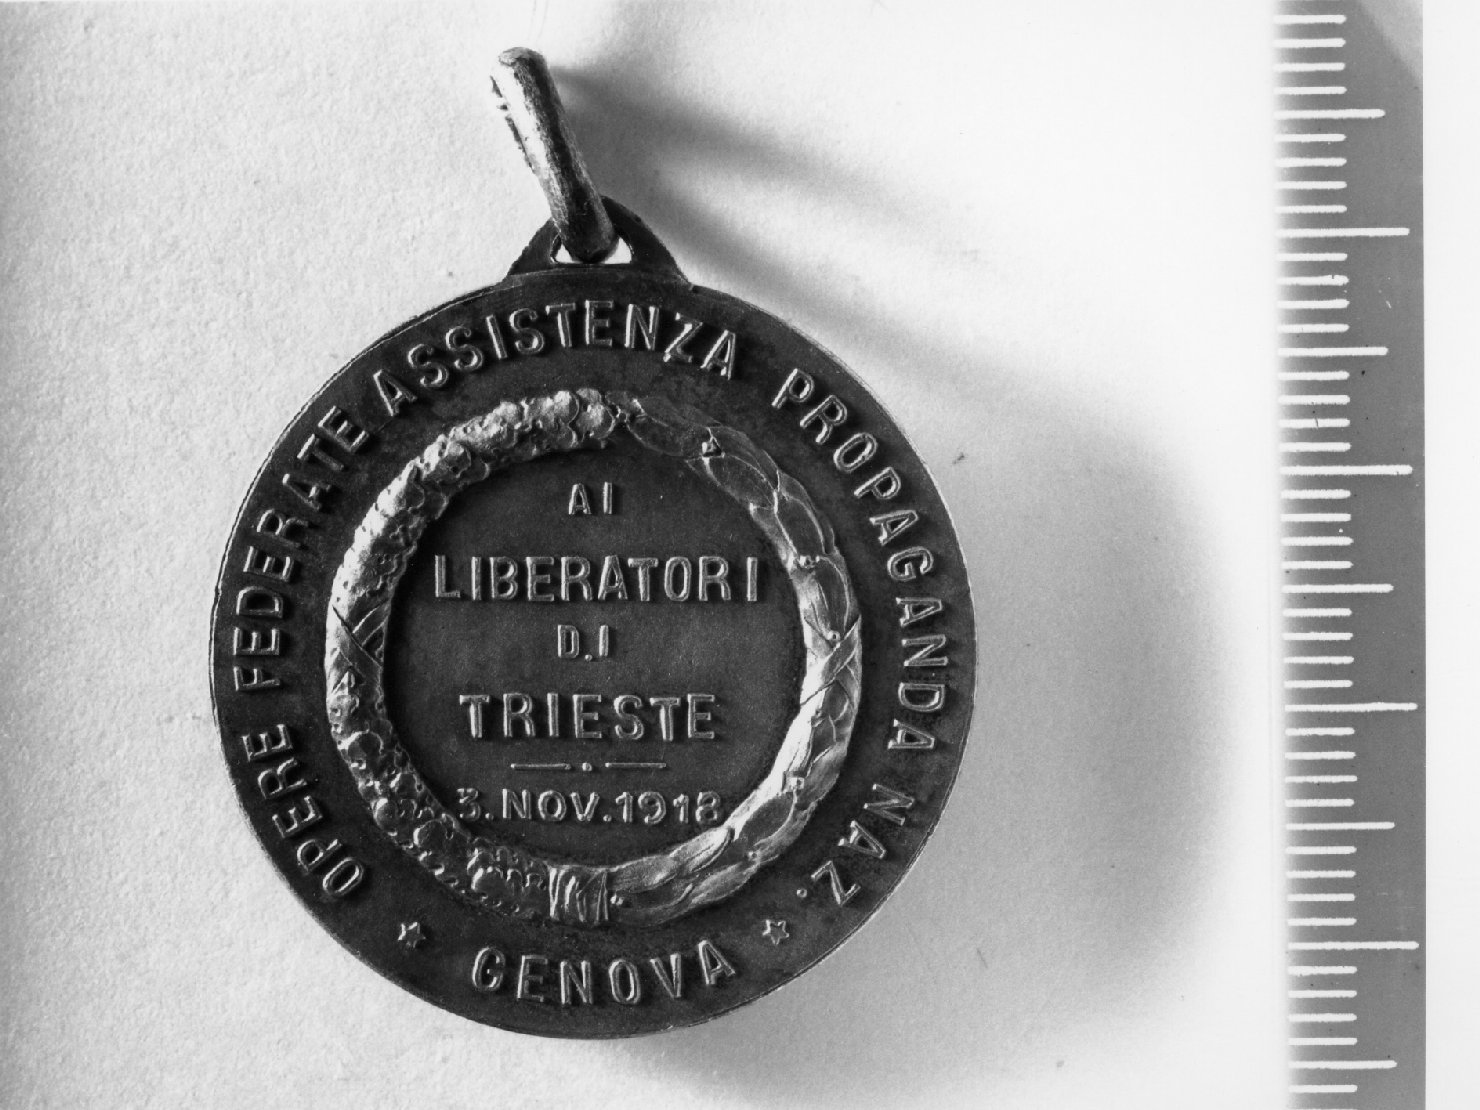 OPERE FEDERATE ASSISTENZA PROPAGANDA NAZ.
AI
LIBERATORI
D.I
TRIESTE
3. NOV. 1918
GENOVA